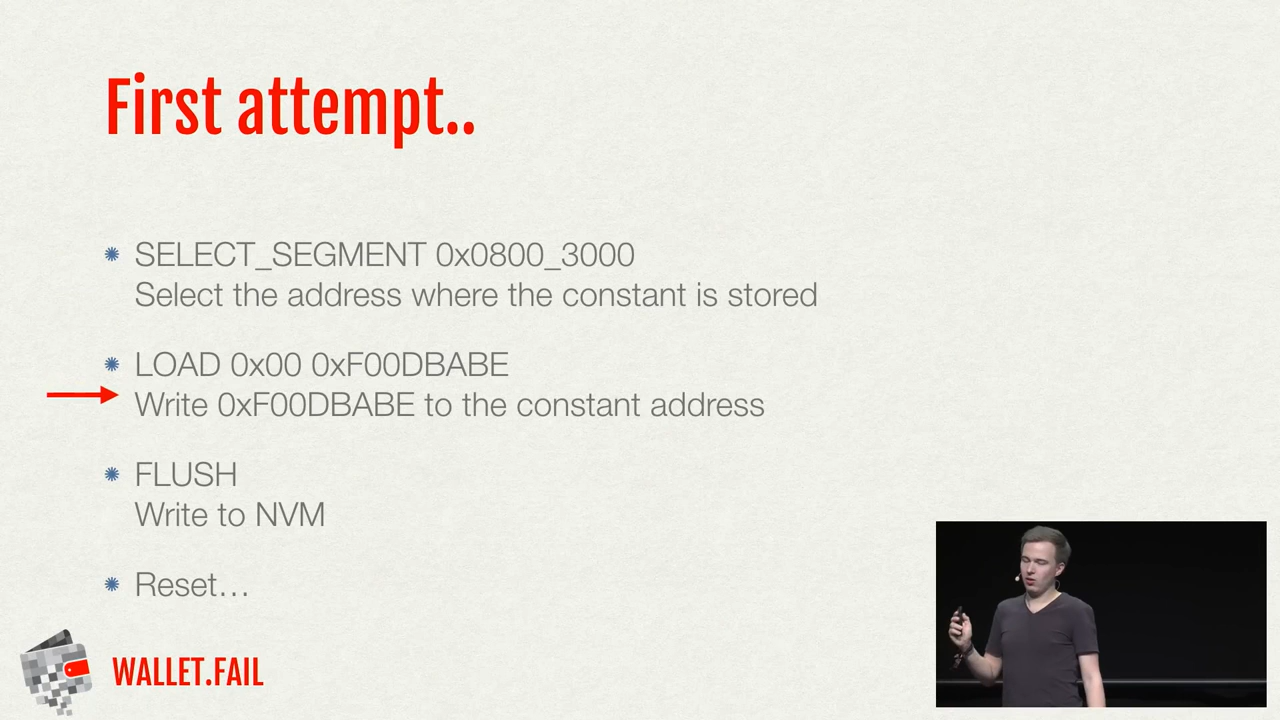 First attempt..
SELECT_SEGMENT 0x0800_3000
Select the address where the constant is stored
LOAD 0x00 0xF00DBABE
Write 0xF00DBABE to the constant address
FLUSH
Write to NVM
Reset…
WALLET.FAIL